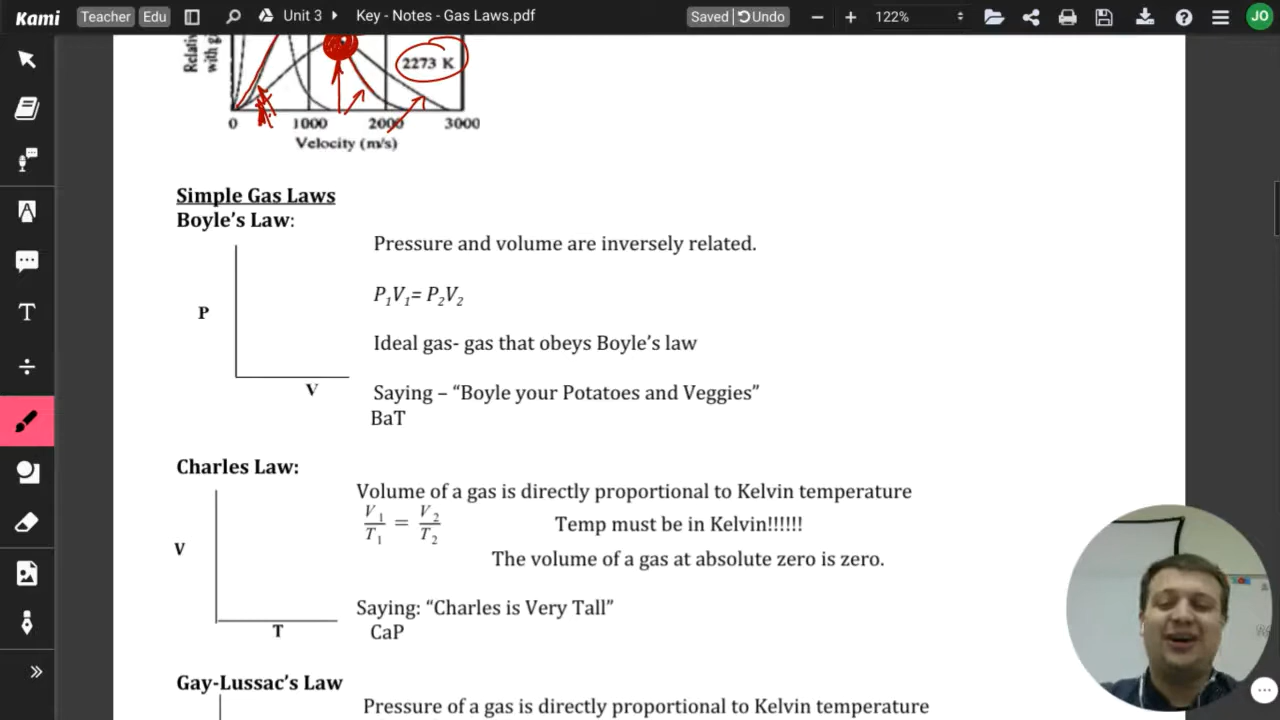 Kami Teacher Edu Unit 3 Key - Notes - Gas Laws.pdf Saved Undo 122% JO
with g
2273 K
0 1000 2000 3000
Velocity (m/s)
Simple Gas Laws
Boyle’s Law:
Pressure and volume are inversely related.
P₁V₁= P₂V₂
P
Ideal gas- gas that obeys Boyle’s law
V
Saying – “Boyle your Potatoes and Veggies”
BaT
Charles Law:
Volume of a gas is directly proportional to Kelvin temperature
V₁/T₁ = V₂/T₂ Temp must be in Kelvin!!!!!!
V
The volume of a gas at absolute zero is zero.
Saying: “Charles is Very Tall”
T
CaP
Gay-Lussac’s Law
Pressure of a gas is directly proportional to Kelvin temperature